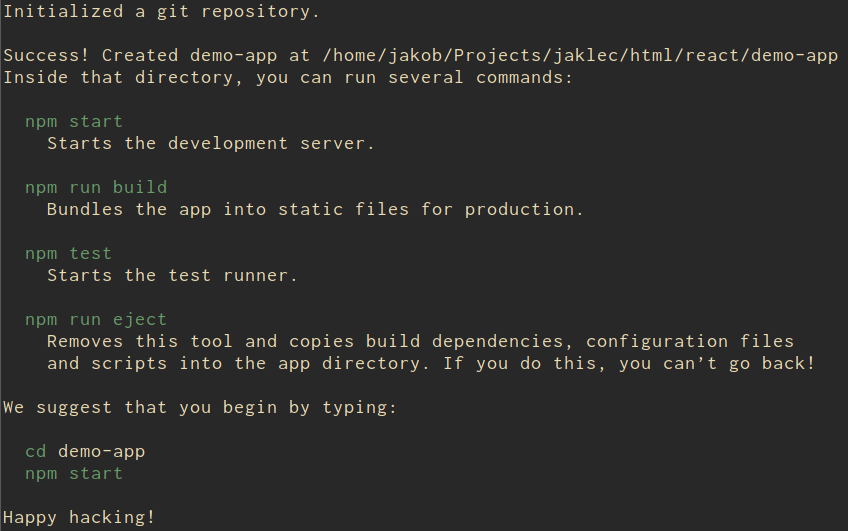 Initialized a git repository.
Success! Created demo-app at /home/jakob/Projects/jaklec/html/react/demo-app
Inside that directory, you can run several commands:
npm start
Starts the development server.
npm run build
Bundles the app into static files for production.
npm test
Starts the test runner.
npm run eject
Removes this tool and copies build dependencies, configuration files
and scripts into the app directory. If you do this, you can’t go back!
We suggest that you begin by typing:
cd demo-app
npm start
Happy hacking!